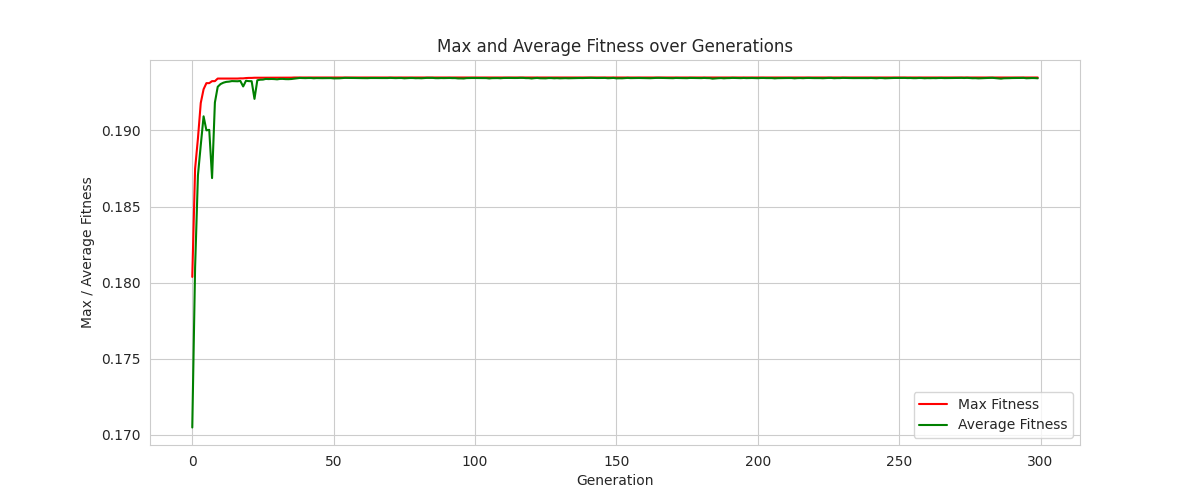 Max and Average Fitness over Generations
Max / Average Fitness
0.190
0.185
0.180
0.175
0.170
0
50
100
150
200
250
300
Generation
Max Fitness
Average Fitness